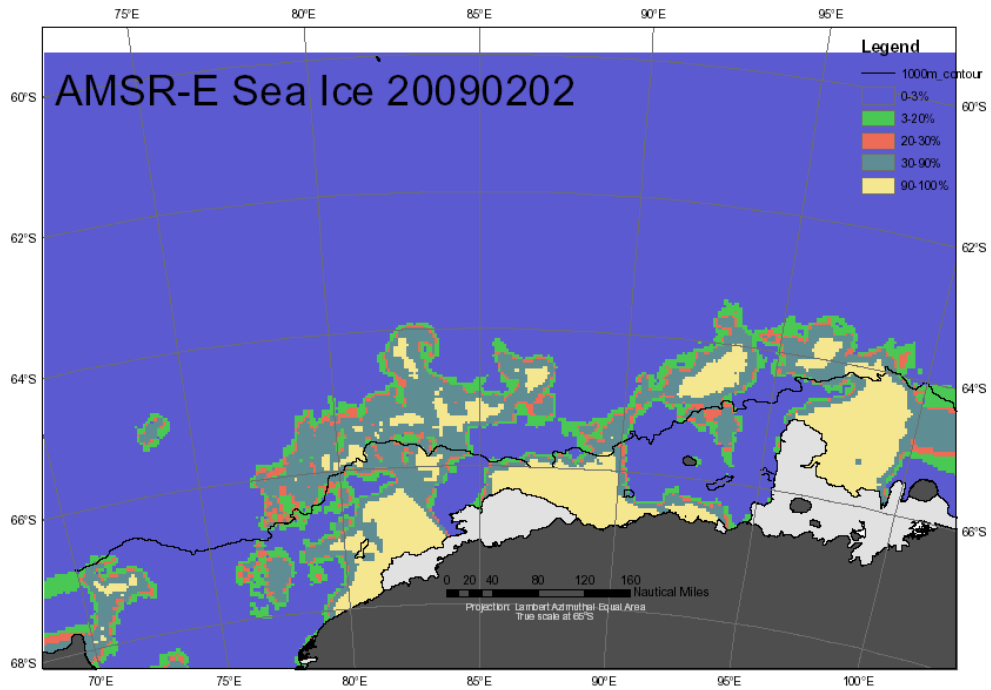 75°E 80°E 85°E 90°E 95°E
Legend
AMSR-E Sea Ice 20090202
1000m_contour
0-3%
3-20%
20-30%
30-90%
90-100%
60°S 60°S
62°S 62°S
64°S 64°S
66°S 66°S
68°S
0 20 40 80 120 160
Nautical Miles
Projection: Lambert Azimuthal Equal Area
True scale at 65°S
70°E 75°E 80°E 85°E 90°E 95°E 100°E